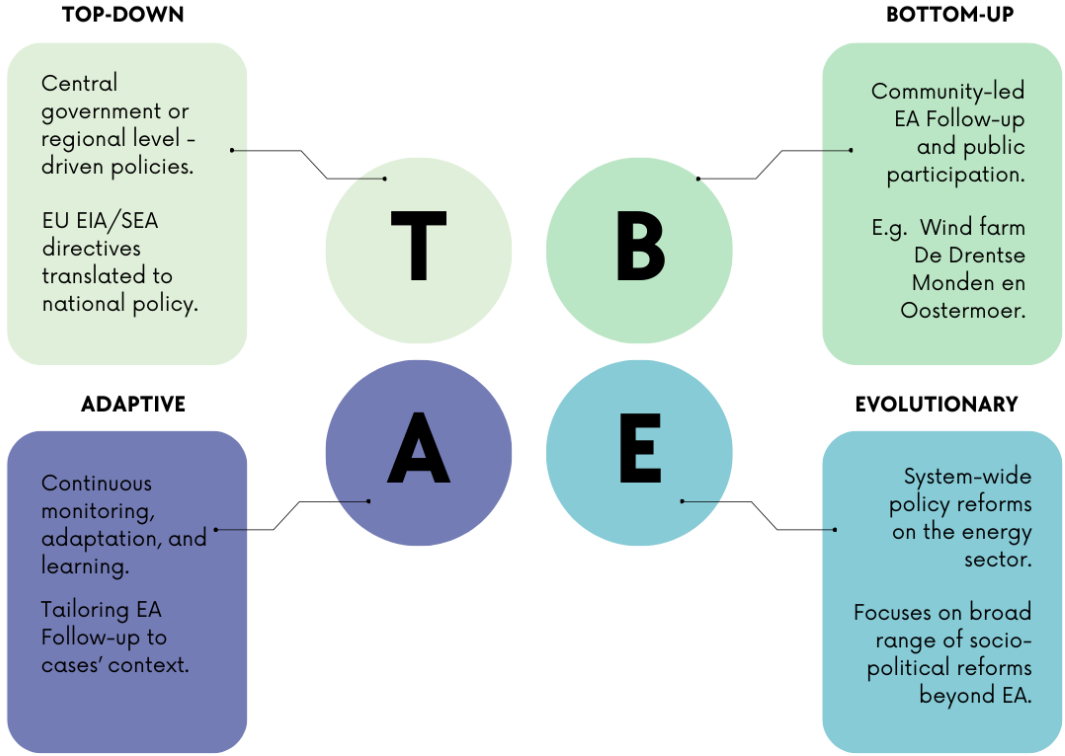 TOP-DOWN
Central
government or
regional level -
driven policies.
EU EIA/SEA
directives
translated to
national policy.
T
B
BOTTOM-UP
Community-led
EA Follow-up
and public
participation.
E.g. Wind farm
De Drentse
Monden en
Oostermoer.
ADAPTIVE
Continuous
monitoring,
adaptation, and
learning.
Tailoring EA
Follow-up to
cases’ context.
A
E
EVOLUTIONARY
System-wide
policy reforms
on the energy
sector.
Focuses on broad
range of socio-
political reforms
beyond EA.